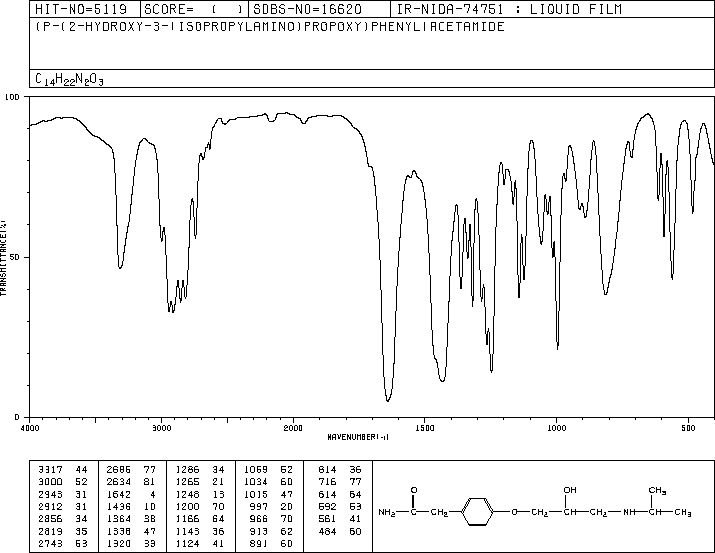 HIT-NO=5119 SCORE= ( ) SDBS-NO=16620 IR-NIDA-74751 : LIQUID FILM
(P-(2-HYDROXY-3-(ISOPROPYLAMINO)PROPOXY)PHENYL)ACETAMIDE
C14H22N2O3
100
TRANSMITTANCE(%)
50
0
4000 3000 2000 1500 1000 500
WAVENUMBER(-1)
3317 44 2686 77 1286 34 1069 52 814 36
3000 52 2634 81 1265 21 1034 60 716 77
2943 31 1642 4 1248 13 1015 47 614 64
2912 31 1436 10 1200 70 997 20 592 53
2856 34 1364 38 1166 64 966 70 561 41
2819 35 1338 47 1143 36 913 62 484 60
2743 53 1320 33 1124 41 891 60
O OH CH3
NH2 C CH2 O CH2 CH CH2 NH CH CH3